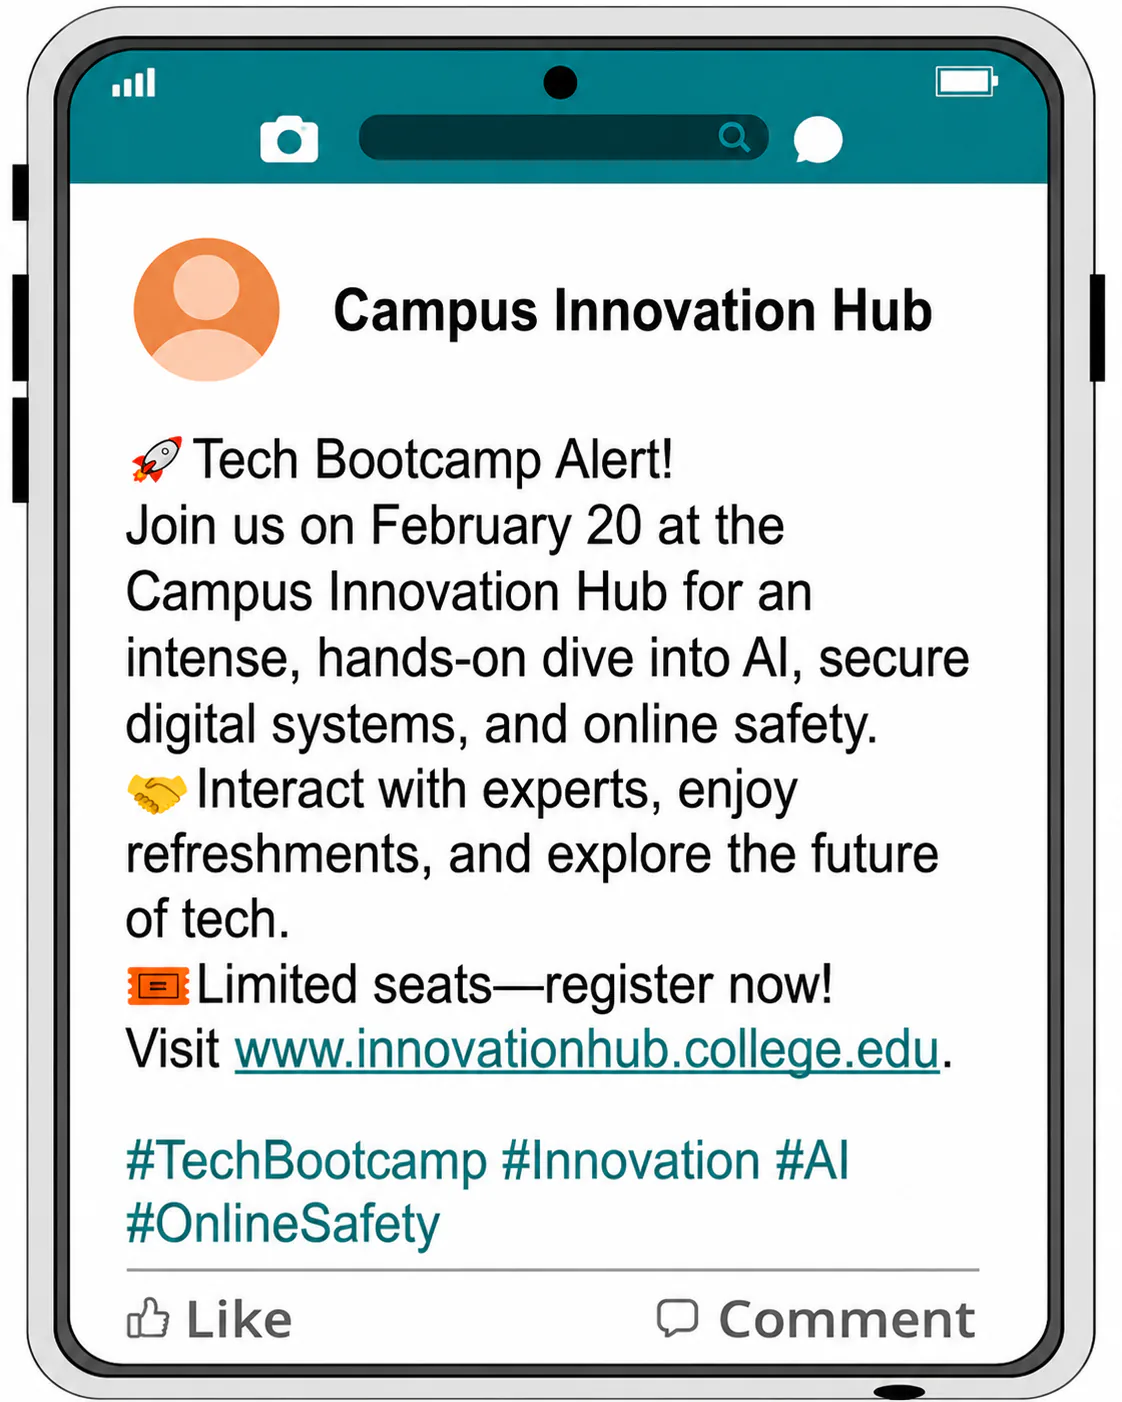 Campus Innovation Hub
🚀 Tech Bootcamp Alert!
Join us on February 20 at the
Campus Innovation Hub for an
intense, hands-on dive into AI, secure
digital systems, and online safety.
🤝 Interact with experts, enjoy
refreshments, and explore the future
of tech.
🎟 Limited seats—register now!
Visit www.innovationhub.college.edu.
#TechBootcamp #Innovation #AI
#OnlineSafety
Like Comment